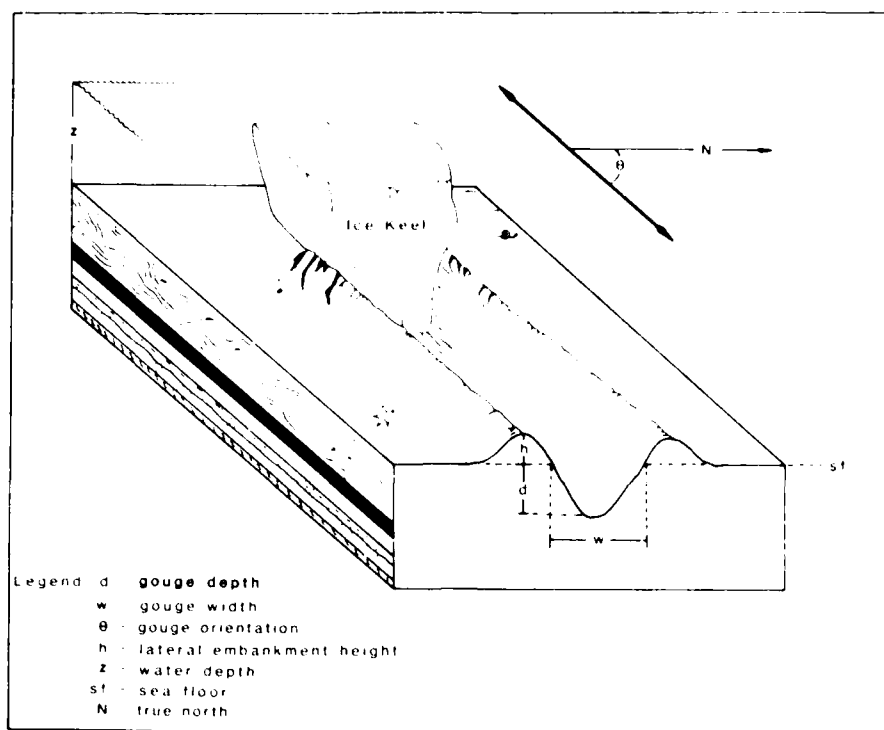 z
N
θ
Ice Keel
h
sf
d
w
Legend d gouge depth
w gouge width
θ - gouge orientation
h - lateral embankment height
z - water depth
sf - sea floor
N true north